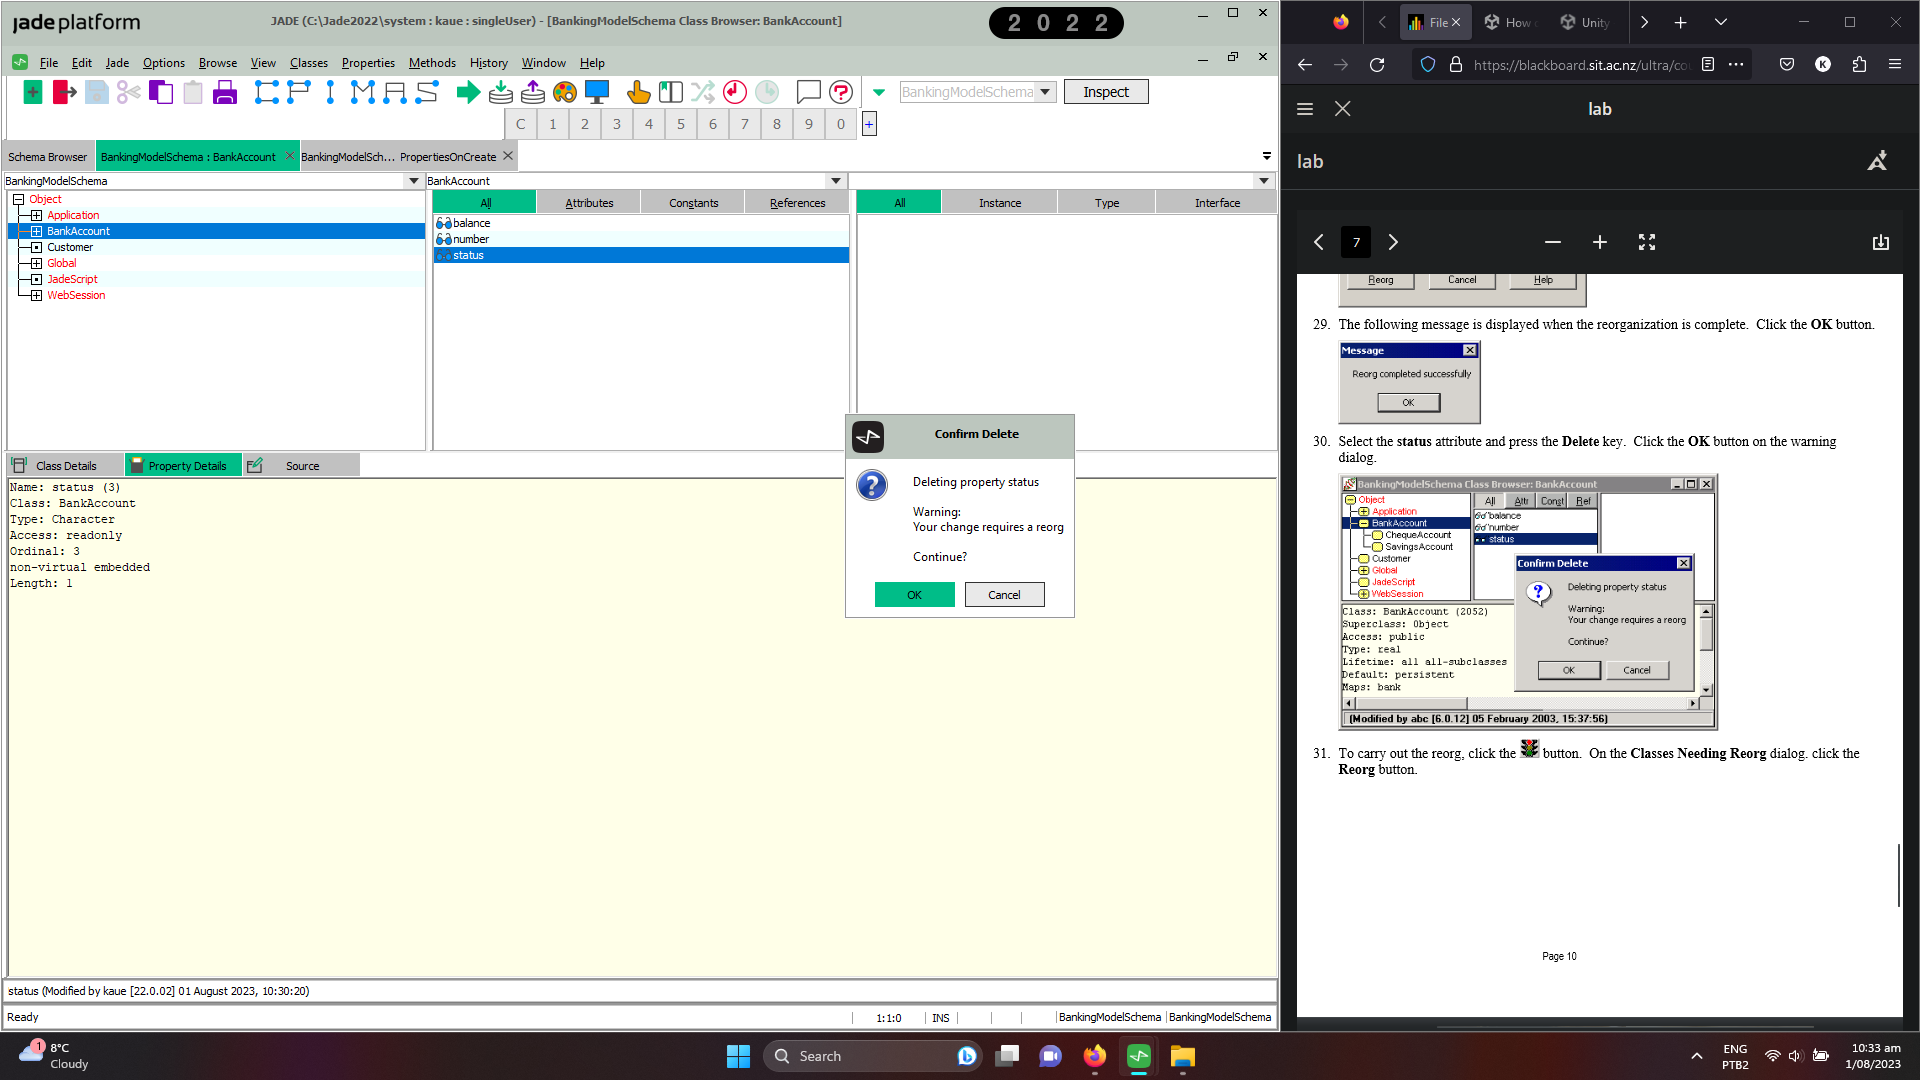 jade platform
JADE (C:\Jade2022\system : kaue : singleUser) - [BankingModelSchema Class Browser: BankAccount]
2022
File Edit Jade Options Browse View Classes Properties Methods History Window Help
BankingModelSchema
Inspect
C 1 2 3 4 5 6 7 8 9 0 +
Schema Browser
BankingModelSchema : BankAccount
BankingModelSch... PropertiesOnCreate
BankingModelSchema
BankAccount
Object
Application
BankAccount
Customer
Global
JadeScript
WebSession
All Attributes Constants References
balance
number
status
All Instance Type Interface
Class Details Property Details Source
Name: status (3)
Class: BankAccount
Type: Character
Access: readonly
Ordinal: 3
non-virtual embedded
Length: 1
Confirm Delete
Deleting property status
Warning:
Your change requires a reorg
Continue?
OK Cancel
status (Modified by kaue [22.0.02] 01 August 2023, 10:30:20)
Ready
1:1:0 INS BankingModelSchema BankingModelSchema
File
How
Unity
https://blackboard.sit.ac.nz/ultra/co
K
lab
lab
7
Reorg Cancel Help
29. The following message is displayed when the reorganization is complete. Click the OK button.
Message
Reorg completed successfully
OK
30. Select the status attribute and press the Delete key. Click the OK button on the warning
dialog.
BankingModelSchema Class Browser: BankAccount
Object
Application
BankAccount
ChequeAccount
SavingsAccount
Customer
Global
JadeScript
WebSession
All Attr Const Ref
balance
number
status
Confirm Delete
Deleting property status
Warning:
Your change requires a reorg
Continue?
OK Cancel
Class: BankAccount (2052)
Superclass: Object
Access: public
Type: real
Lifetime: all all-subclasses
Default: persistent
Maps: bank
(Modified by abc [6.0.12] 05 February 2003, 15:37:56)
31. To carry out the reorg, click the button. On the Classes Needing Reorg dialog. click the
Reorg button.
Page 10
1
8°C
Cloudy
Search
ENG
PTB2
10:33 am
1/08/2023